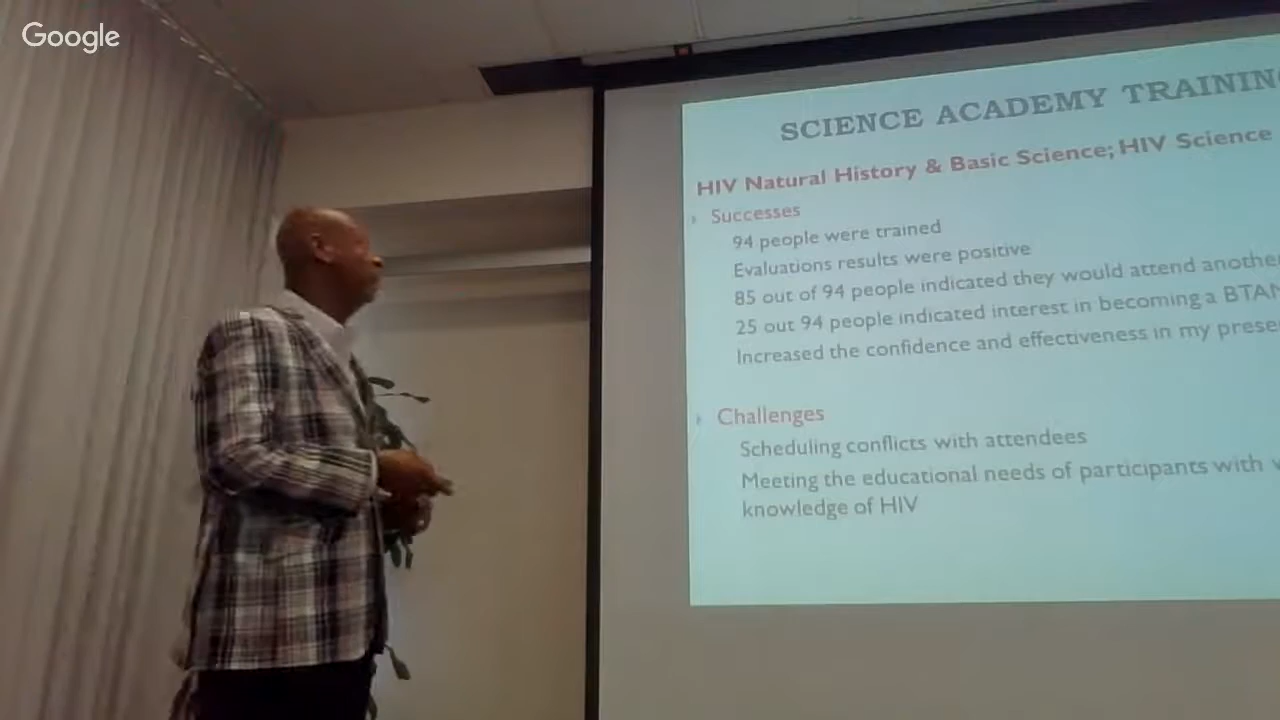 Google
SCIENCE ACADEMY TRAININ
HIV Natural History & Basic Science; HIV Science
Successes
94 people were trained
Evaluations results were positive
85 out of 94 people indicated they would attend another
25 out 94 people indicated interest in becoming a BTAN
Increased the confidence and effectiveness in my prese
Challenges
Scheduling conflicts with attendees
Meeting the educational needs of participants with
knowledge of HIV